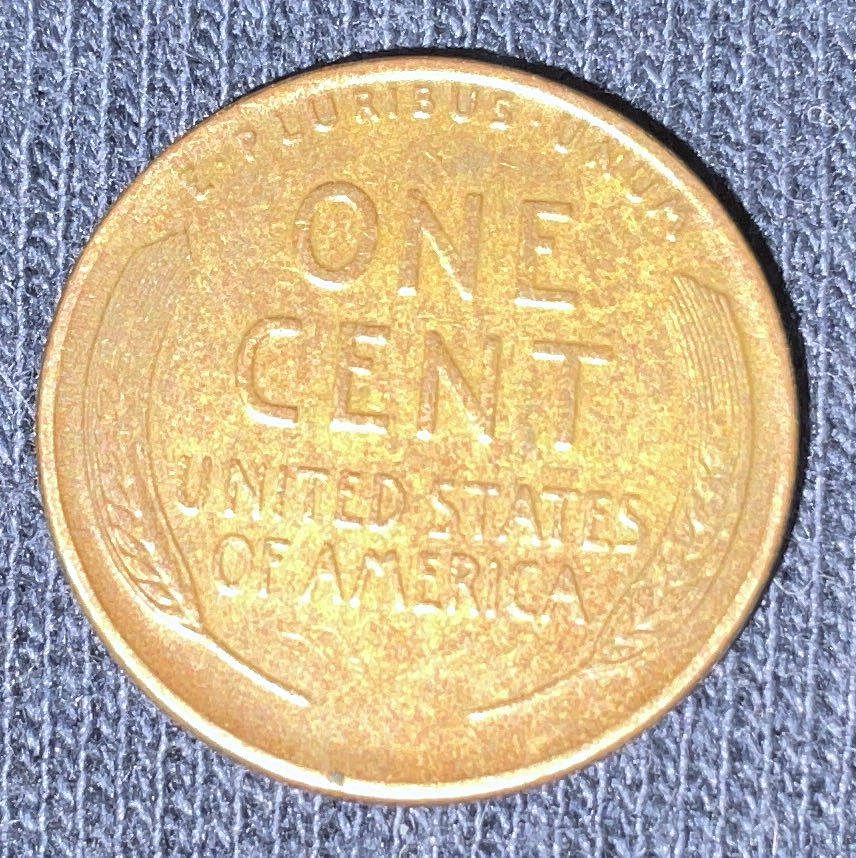 E·PLURIBUS·UNUM
ONE
CENT
UNITED STATES
OF AMERICA